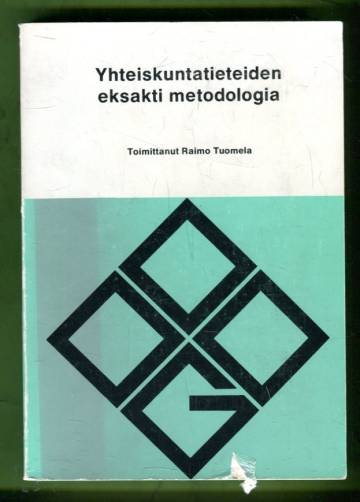 Yhteiskuntatieteiden
eksakti metodologia
Toimittanut Raimo Tuomela